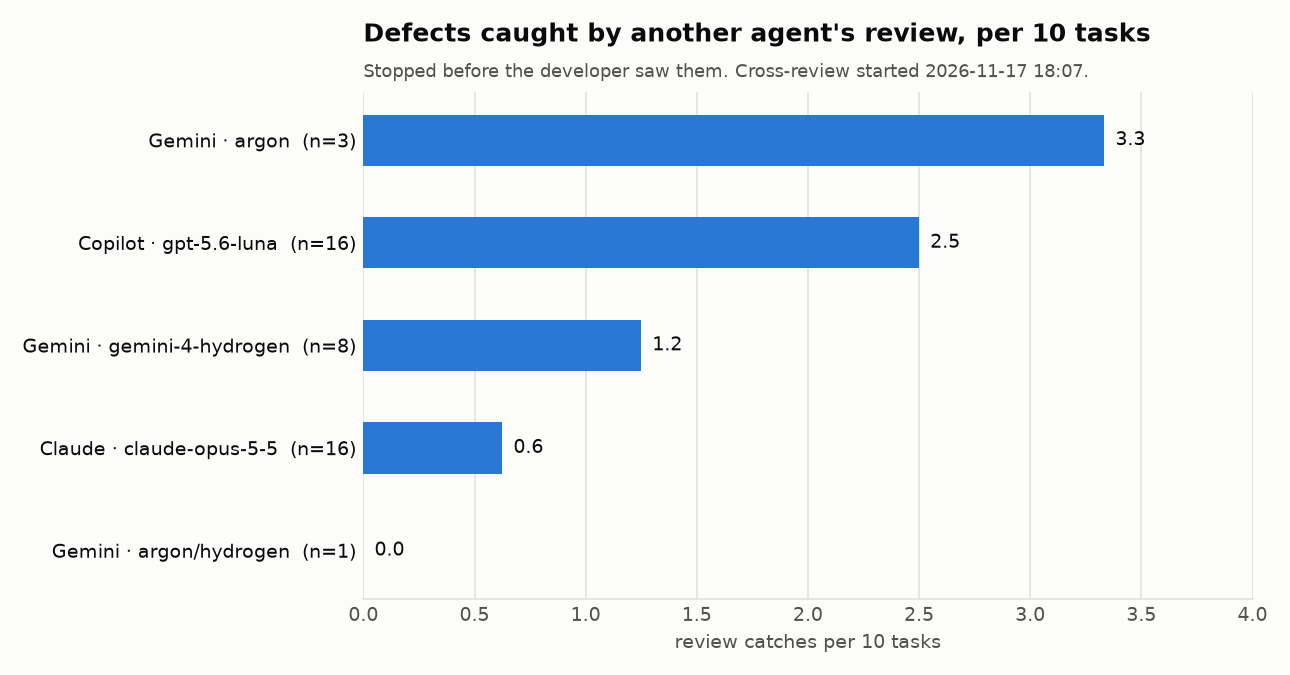 Defects caught by another agent's review, per 10 tasks
Stopped before the developer saw them. Cross-review started 2026-11-17 18:07.
Gemini · argon (n=3) 3.3
Copilot · gpt-5.6-luna (n=16) 2.5
Gemini · gemini-4-hydrogen (n=8) 1.2
Claude · claude-opus-5-5 (n=16) 0.6
Gemini · argon/hydrogen (n=1) 0.0
0.0 0.5 1.0 1.5 2.0 2.5 3.0 3.5 4.0
review catches per 10 tasks